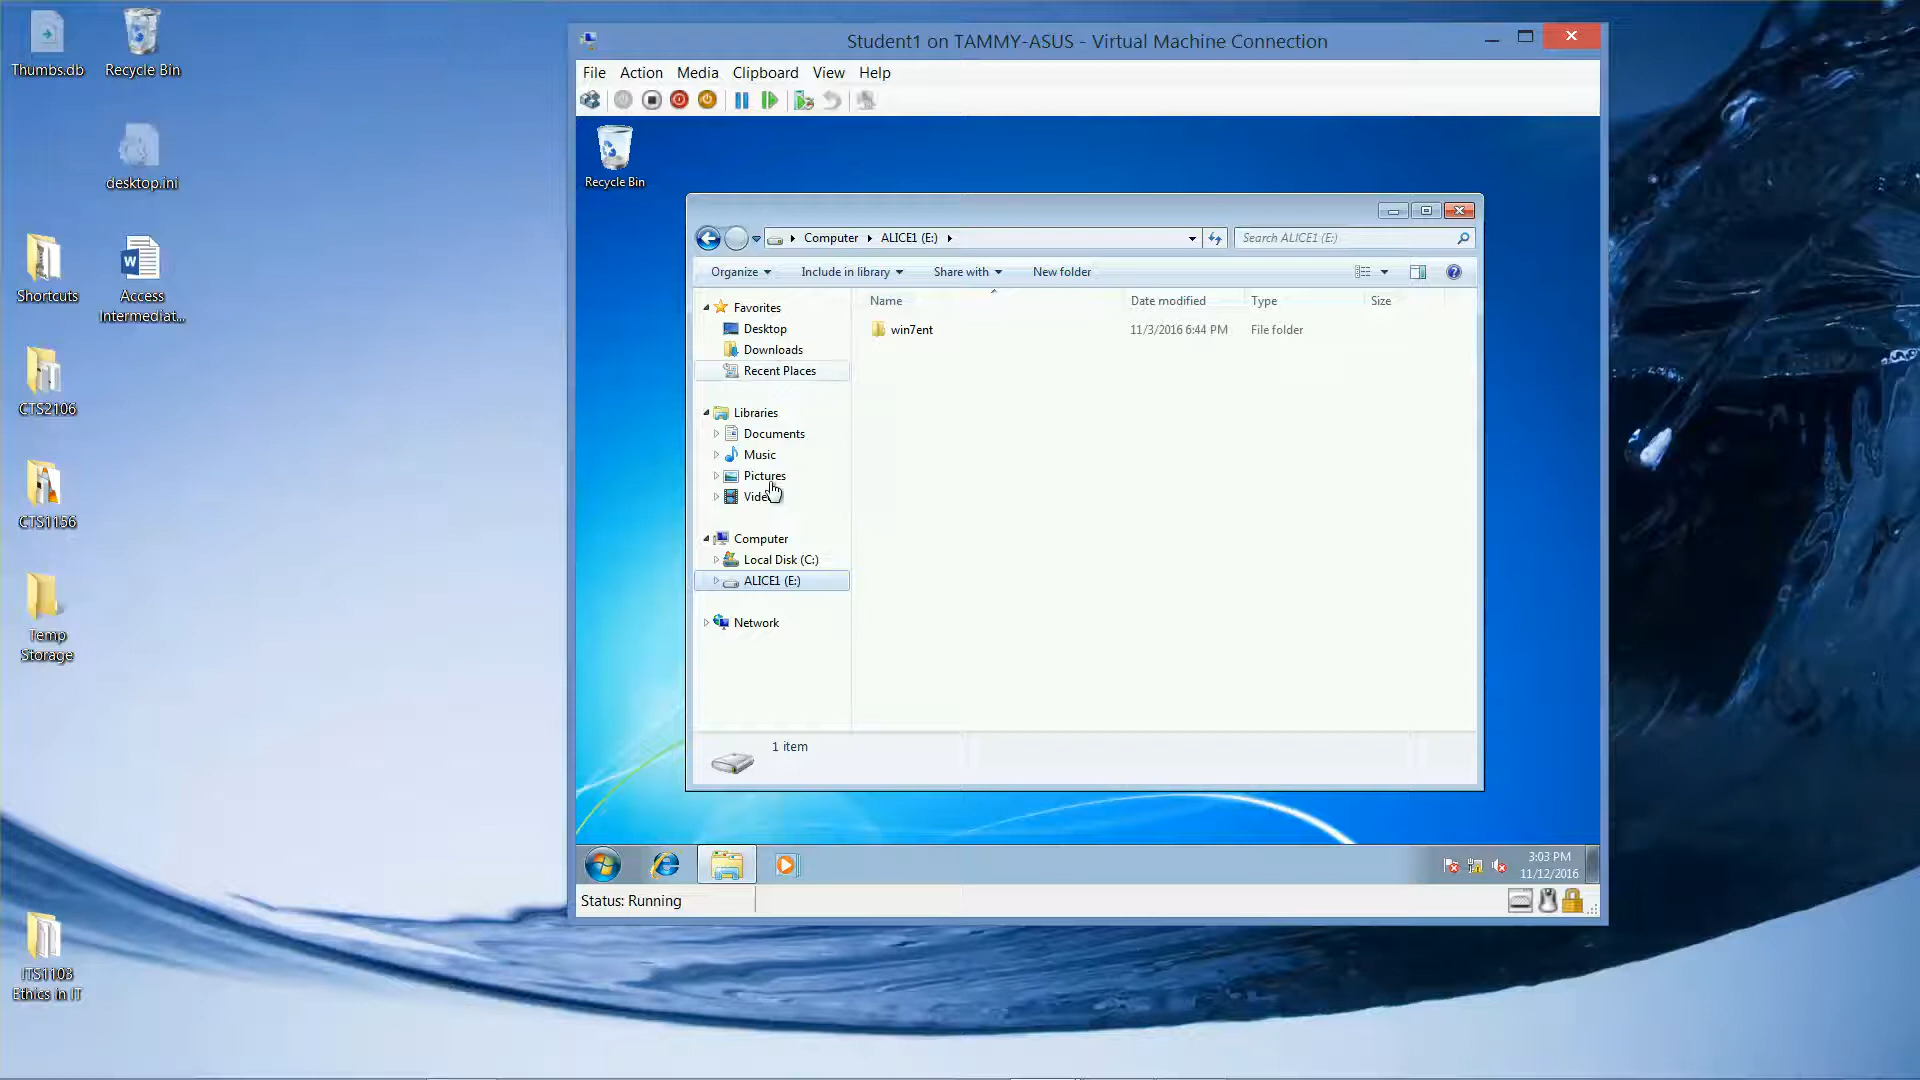 Thumbs.db
Recycle Bin
desktop.ini
Shortcuts
Access
Intermediat...
CTS2106
CTS1156
Temp
Storage
ITS1103
Ethics in IT
Student1 on TAMMY-ASUS - Virtual Machine Connection
File Action Media Clipboard View Help
Recycle Bin
Computer ALICE1 (E:)
Search ALICE1 (E:)
Organize Include in library Share with New folder
Name Date modified Type Size
win7ent 11/3/2016 6:44 PM File folder
Favorites
Desktop
Downloads
Recent Places
Libraries
Documents
Music
Pictures
Computer
Local Disk (C:)
ALICE1 (E:)
Network
1 item
3:03 PM
11/12/2016
Status: Running